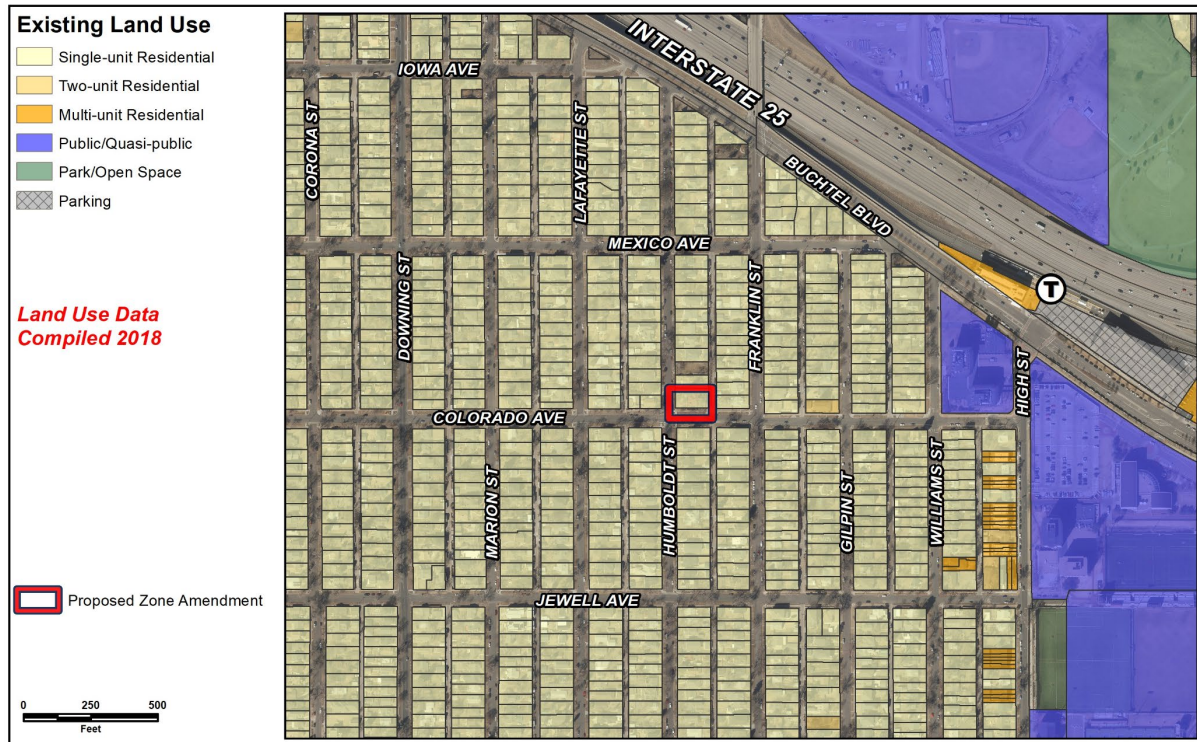 Existing Land Use
Single-unit Residential
Two-unit Residential
Multi-unit Residential
Public/Quasi-public
Park/Open Space
Parking
Land Use Data
Compiled 2018
Proposed Zone Amendment
0 250 500
Feet
INTERSTATE 25
IOWA AVE
CORONA ST
LAFAYETTE ST
BUCHTEL BLVD
MEXICO AVE
DOWNING ST
FRANKLIN ST
T
HIGH ST
COLORADO AVE
MARION ST
HUMBOLDT ST
GILPIN ST
WILLIAMS ST
JEWELL AVE